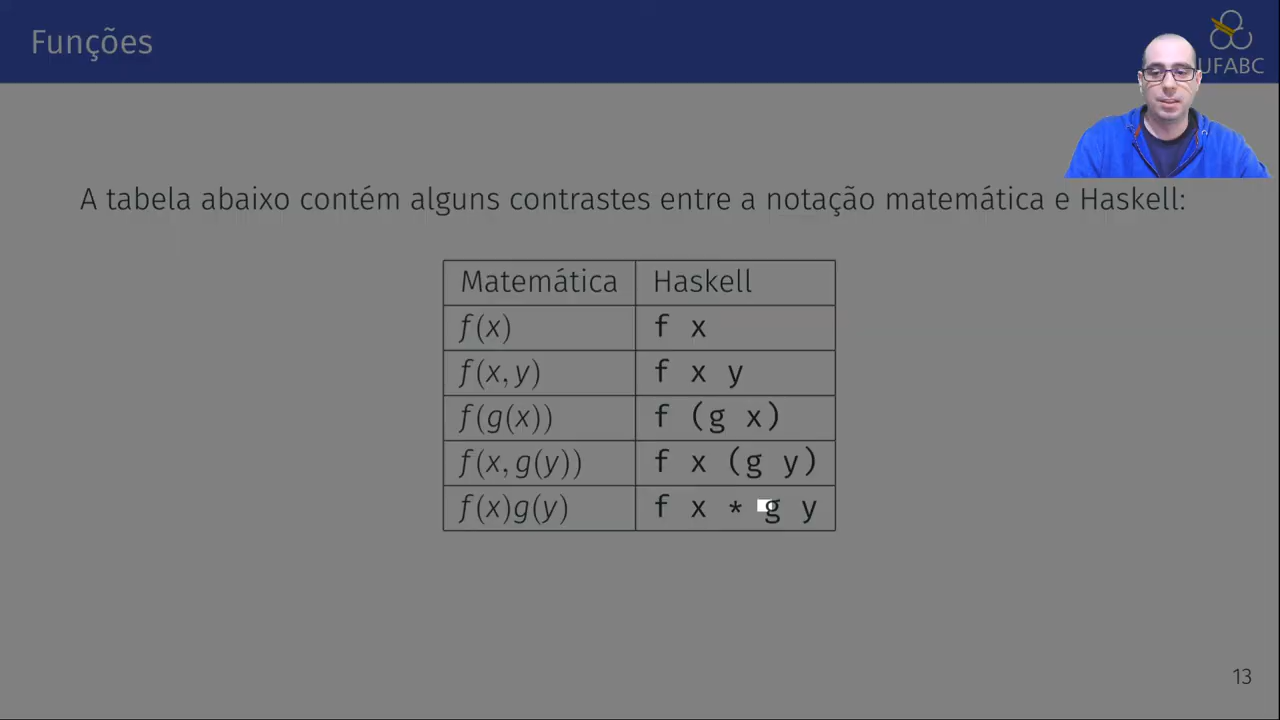 Funções
UFABC
A tabela abaixo contém alguns contrastes entre a notação matemática e Haskell:
Matemática Haskell
f(x) f x
f(x, y) f x y
f(g(x)) f (g x)
f(x, g(y)) f x (g y)
f(x)g(y) f x * g y
13